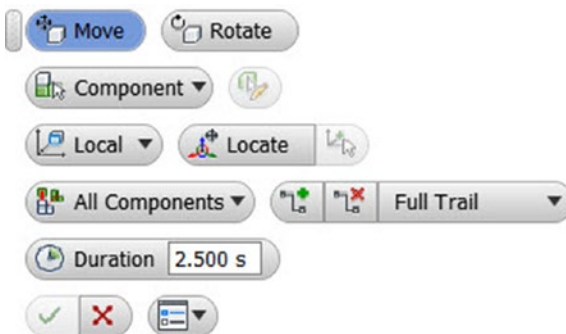 Move Rotate
Component
Local Locate
All Components Full Trail
Duration 2.500 s